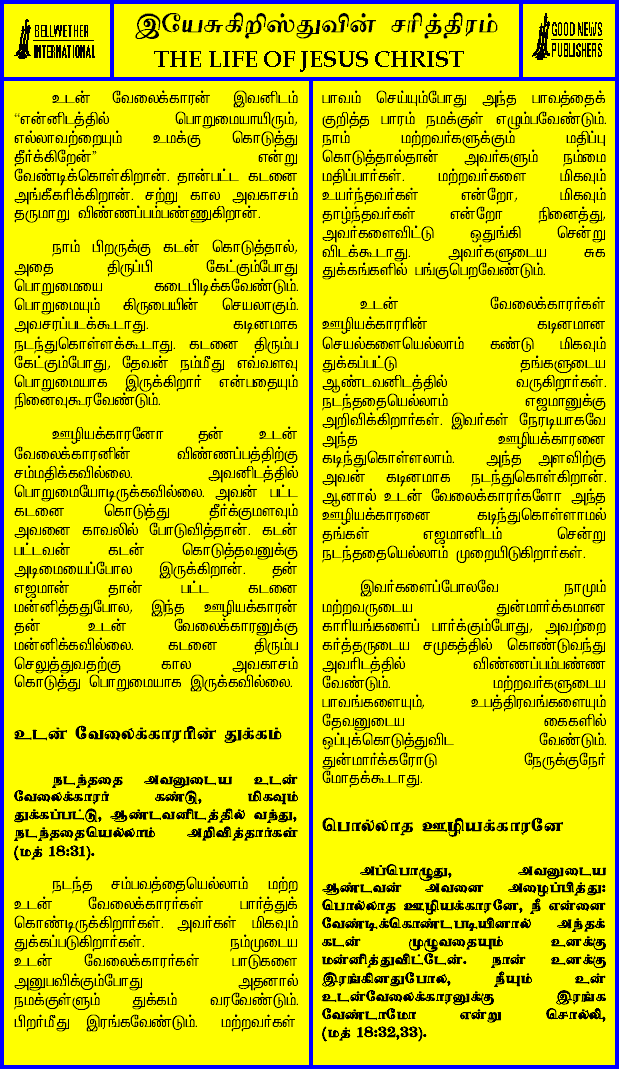 BELLWETHER
INTERNATIONAL
இயேசுகிறிஸ்துவின் சரித்திரம்
THE LIFE OF JESUS CHRIST
GOOD NEWS
PUBLISHERS
உடன் வேலைக்காரன் இவனிடம்
“என்னிடத்தில் பொறுமையாயிரும்,
எல்லாவற்றையும் உமக்கு கொடுத்து
தீர்க்கிறேன்” என்று
வேண்டிக்கொள்கிறான். தான்பட்ட கடனை
அங்கீகரிக்கிறான். சற்று கால அவகாசம்
தருமாறு விண்ணப்பம்பண்ணுகிறான்.
நாம் பிறருக்கு கடன் கொடுத்தால்,
அதை திருப்பி கேட்கும்போது
பொறுமையை கடைபிடிக்கவேண்டும்.
பொறுமையும் கிருபையின் செயலாகும்.
அவசரப்படக்கூடாது. கடினமாக
நடந்துகொள்ளக்கூடாது. கடனை திரும்ப
கேட்கும்போது, தேவன் நம்மீது எவ்வளவு
பொறுமையாக இருக்கிறார் என்பதையும்
நினைவுகூரவேண்டும்.
ஊழியக்காரனோ தன் உடன்
வேலைக்காரனின் விண்ணப்பத்திற்கு
சம்மதிக்கவில்லை. அவனிடத்தில்
பொறுமையோடிருக்கவில்லை. அவன் பட்ட
கடனை கொடுத்து தீர்க்குமளவும்
அவனை காவலில் போடுவித்தான். கடன்
பட்டவன் கடன் கொடுத்தவனுக்கு
அடிமையைப்போல இருக்கிறான். தன்
எஜமான் தான் பட்ட கடனை
மன்னித்ததுபோல, இந்த ஊழியக்காரன்
தன் உடன் வேலைக்காரனுக்கு
மன்னிக்கவில்லை. கடனை திரும்ப
செலுத்துவதற்கு கால அவகாசம்
கொடுத்து பொறுமையாக இருக்கவில்லை.
உடன் வேலைக்காரரின் துக்கம்
நடந்ததை அவனுடைய உடன்
வேலைக்காரர் கண்டு, மிகவும்
துக்கப்பட்டு, ஆண்டவனிடத்தில் வந்து,
நடந்ததையெல்லாம் அறிவித்தார்கள்
(மத் 18:31).
நடந்த சம்பவத்தையெல்லாம் மற்ற
உடன் வேலைக்காரர்கள் பார்த்துக்
கொண்டிருக்கிறார்கள். அவர்கள் மிகவும்
துக்கப்படுகிறார்கள். நம்முடைய
உடன் வேலைக்காரர்கள் பாடுகளை
அனுபவிக்கும்போது அதனால்
நமக்குள்ளும் துக்கம் வரவேண்டும்.
பிறர்மீது இரங்கவேண்டும். மற்றவர்கள்
பாவம் செய்யும்போது அந்த பாவத்தைக்
குறித்த பாரம் நமக்குள் எழும்பவேண்டும்.
நாம் மற்றவர்களுக்கும் மதிப்பு
கொடுத்தால்தான் அவர்களும் நம்மை
மதிப்பார்கள். மற்றவர்களை மிகவும்
உயர்ந்தவர்கள் என்றோ, மிகவும்
தாழ்ந்தவர்கள் என்றோ நினைத்து,
அவர்களைவிட்டு ஒதுங்கி சென்று
விடக்கூடாது. அவர்களுடைய சுக
துக்கங்களில் பங்குபெறவேண்டும்.
உடன் வேலைக்காரர்கள்
ஊழியக்காரரின் கடினமான
செயல்களையெல்லாம் கண்டு மிகவும்
துக்கப்பட்டு தங்களுடைய
ஆண்டவனிடத்தில் வருகிறார்கள்.
நடந்ததையெல்லாம் எஜமானுக்கு
அறிவிக்கிறார்கள். இவர்கள் நேரடியாகவே
அந்த ஊழியக்காரனை
கடிந்துகொள்ளலாம். அந்த அளவிற்கு
அவன் கடினமாக நடந்துகொள்கிறான்.
ஆனால் உடன் வேலைக்காரர்களோ அந்த
ஊழியக்காரனை கடிந்துகொள்ளாமல்
தங்கள் எஜமானிடம் சென்று
நடந்ததையெல்லாம் முறையிடுகிறார்கள்.
இவர்களைப்போலவே நாமும்
மற்றவருடைய துன்மார்க்கமான
காரியங்களைப் பார்க்கும்போது, அவற்றை
கர்த்தருடைய சமுகத்தில் கொண்டுவந்து
அவரிடத்தில் விண்ணப்பம்பண்ண
வேண்டும். மற்றவர்களுடைய
பாவங்களையும், உபத்திரவங்களையும்
தேவனுடைய கைகளில்
ஒப்புக்கொடுத்துவிட வேண்டும்.
துன்மார்க்கரோடு நேருக்குநேர்
மோதக்கூடாது.
பொல்லாத ஊழியக்காரனே
அப்பொழுது, அவனுடைய
ஆண்டவன் அவனை அழைப்பித்து:
பொல்லாத ஊழியக்காரனே, நீ என்னை
வேண்டிக்கொண்டபடியினால் அந்தக்
கடன் முழுவதையும் உனக்கு
மன்னித்துவிட்டேன். நான் உனக்கு
இரங்கினதுபோல, நீயும் உன்
உடன்வேலைக்காரனுக்கு இரங்க
வேண்டாமோ என்று சொல்லி,
(மத் 18:32,33).